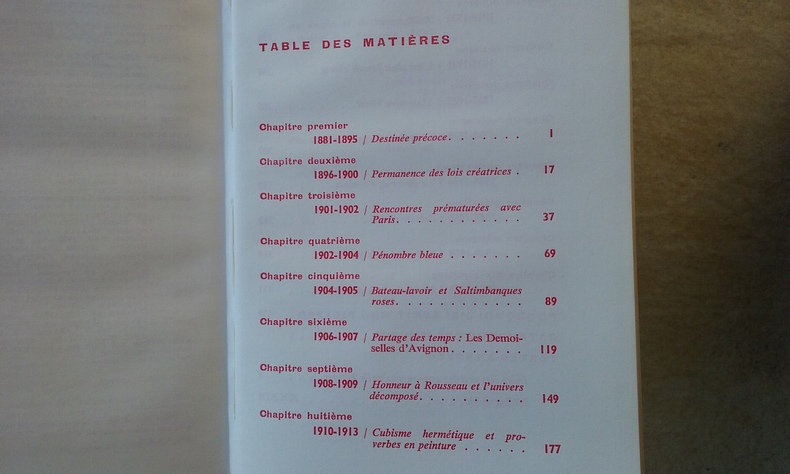 TABLE DES MATIÈRES
Chapitre premier
1881-1895 / Destinée précoce. . . . . . . 1
Chapitre deuxième
1896-1900 / Permanence des lois créatrices . 17
Chapitre troisième
1901-1902 / Rencontres prématurées avec
Paris. . . . . . . . . . . . 37
Chapitre quatrième
1902-1904 / Pénombre bleue . . . . . . . 69
Chapitre cinquième
1904-1905 / Bateau-lavoir et Saltimbanques
roses. . . . . . . . . . . . 89
Chapitre sixième
1906-1907 / Partage des temps : Les Demoi-
selles d'Avignon. . . . . . . 119
Chapitre septième
1908-1909 / Honneur à Rousseau et l'univers
décomposé. . . . . . . . . . 149
Chapitre huitième
1910-1913 / Cubisme hermétique et pro-
verbes en peinture . . . . . . 177